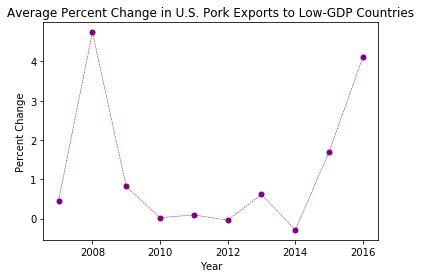 Average Percent Change in U.S. Pork Exports to Low-GDP Countries
4
3
2
1
0
Percent Change
2008 2010 2012 2014 2016
Year